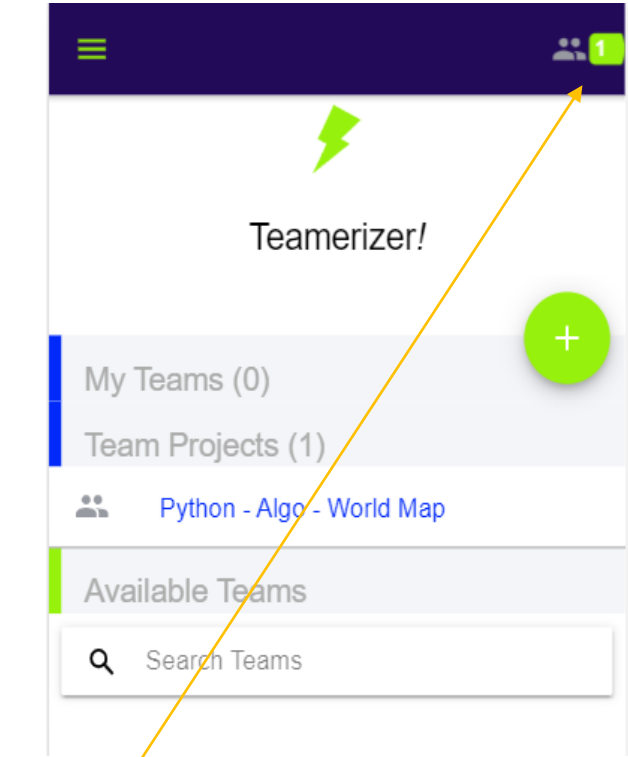 1
Teamerizer!
+
My Teams (0)
Team Projects (1)
Python - Algo - World Map
Available Teams
Search Teams